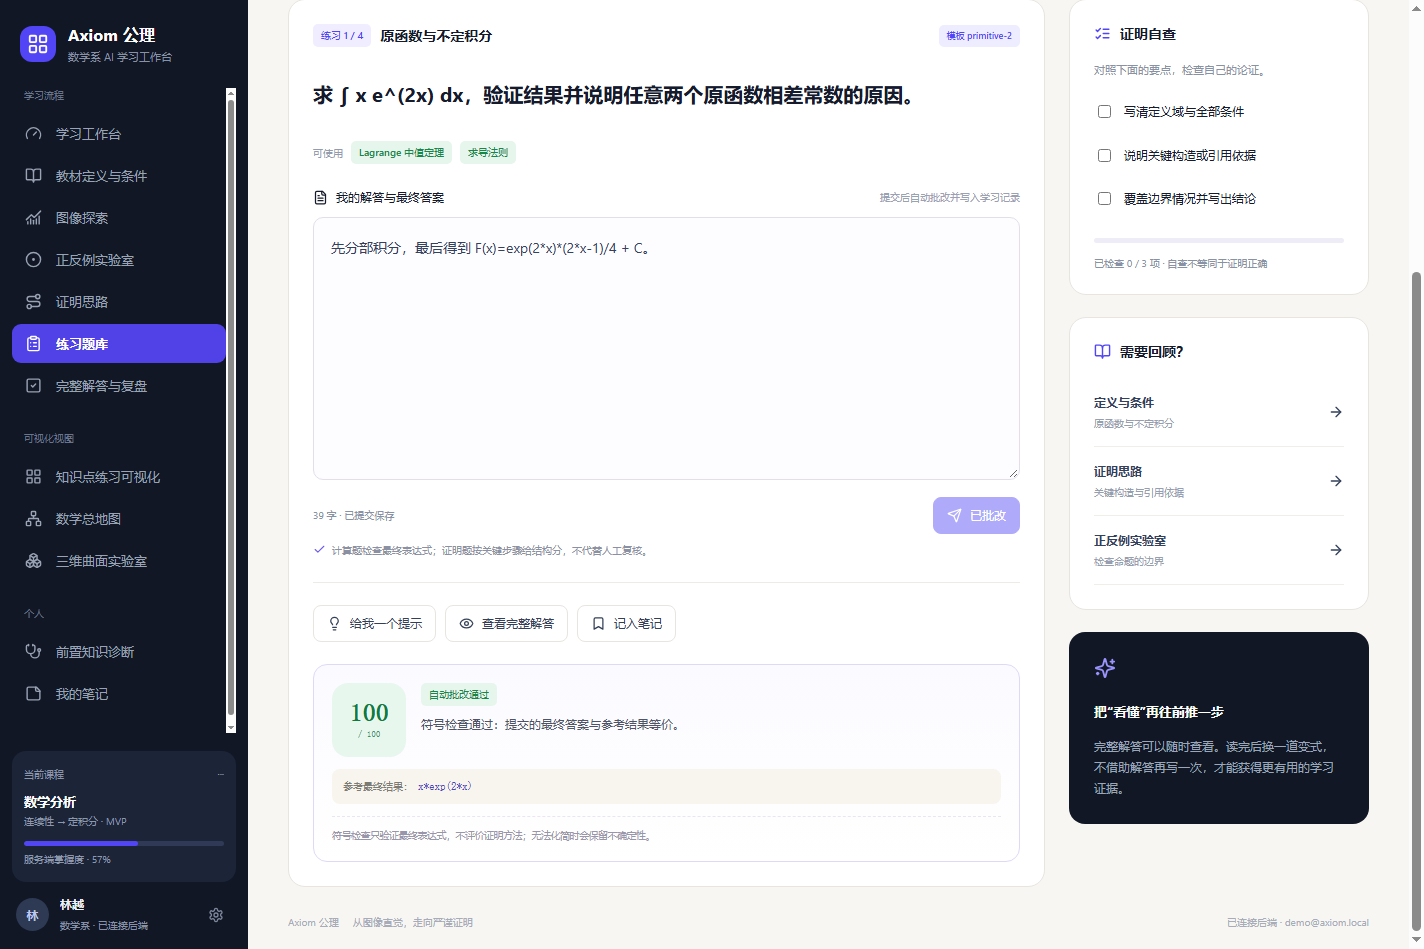 Axiom 公理
数学系 AI 学习工作台
学习流程
学习工作台
教材定义与条件
图像探索
正反例实验室
证明思路
练习题库
完整解答与复盘
可视化视图
知识点练习可视化
数学总地图
三维曲面实验室
个人
前置知识诊断
我的笔记
当前课程
数学分析
连续性 → 定积分 · MVP
服务端掌握度 · 57%
林
林越
数学系 · 已连接后端
练习 1 / 4
原函数与不定积分
模板 primitive-2
求 ∫ x e^(2x) dx，验证结果并说明任意两个原函数相差常数的原因。
可使用
Lagrange 中值定理
求导法则
我的解答与最终答案
提交后自动批改并写入学习记录
先分部积分，最后得到 F(x)=exp(2*x)*(2*x-1)/4 + C。
39 字 · 已提交保存
已批改
计算题检查最终表达式；证明题按关键步骤给结构分，不代替人工复核。
给我一个提示
查看完整解答
记入笔记
100
/ 100
自动批改通过
符号检查通过：提交的最终答案与参考结果等价。
参考最终结果： x*exp(2*x)
符号检查只验证最终表达式，不评价证明方法；无法化简时会保留不确定性。
证明自查
对照下面的要点，检查自己的论证。
写清定义域与全部条件
说明关键构造或引用依据
覆盖边界情况并写出结论
已检查 0 / 3 项 · 自查不等同于证明正确
需要回顾？
定义与条件
原函数与不定积分
证明思路
关键构造与引用依据
正反例实验室
检查命题的边界
把“看懂”再往前推一步
完整解答可以随时查看。读完后换一道变式，
不借助解答再写一次，才能获得更有用的学习
证据。
Axiom 公理 从图像直觉，走向严谨证明
已连接后端 · demo@axiom.local